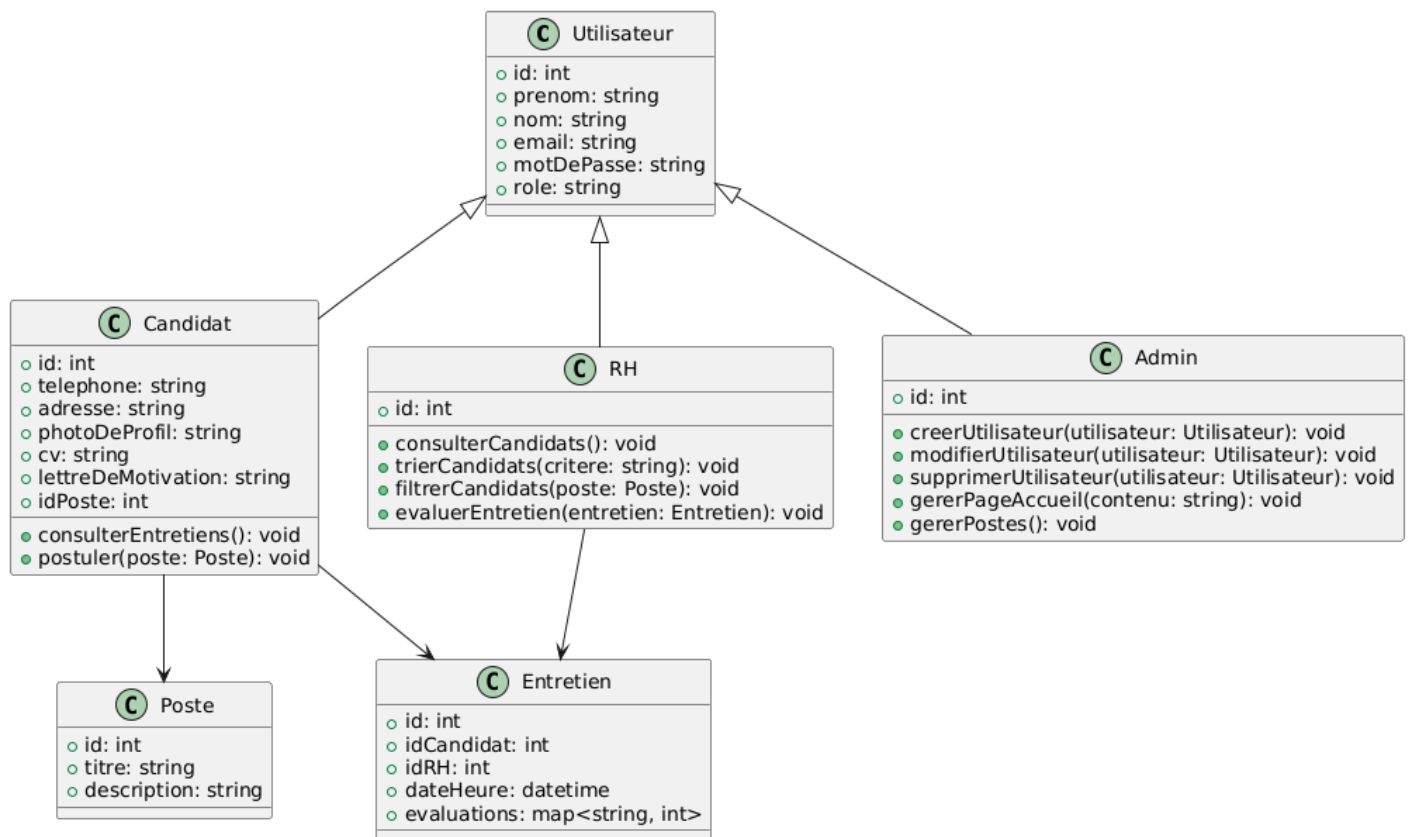 C Utilisateur
id: int
prenom: string
nom: string
email: string
motDePasse: string
role: string
C Candidat
id: int
telephone: string
adresse: string
photoDeProfil: string
cv: string
lettreDeMotivation: string
idPoste: int
consulterEntretiens(): void
postuler(poste: Poste): void
C RH
id: int
consulterCandidats(): void
trierCandidats(critere: string): void
filtrerCandidats(poste: Poste): void
evaluerEntretien(entretien: Entretien): void
C Admin
id: int
creerUtilisateur(utilisateur: Utilisateur): void
modifierUtilisateur(utilisateur: Utilisateur): void
supprimerUtilisateur(utilisateur: Utilisateur): void
gererPageAccueil(contenu: string): void
gererPostes(): void
C Poste
id: int
titre: string
description: string
C Entretien
id: int
idCandidat: int
idRH: int
dateHeure: datetime
evaluations: map<string, int>